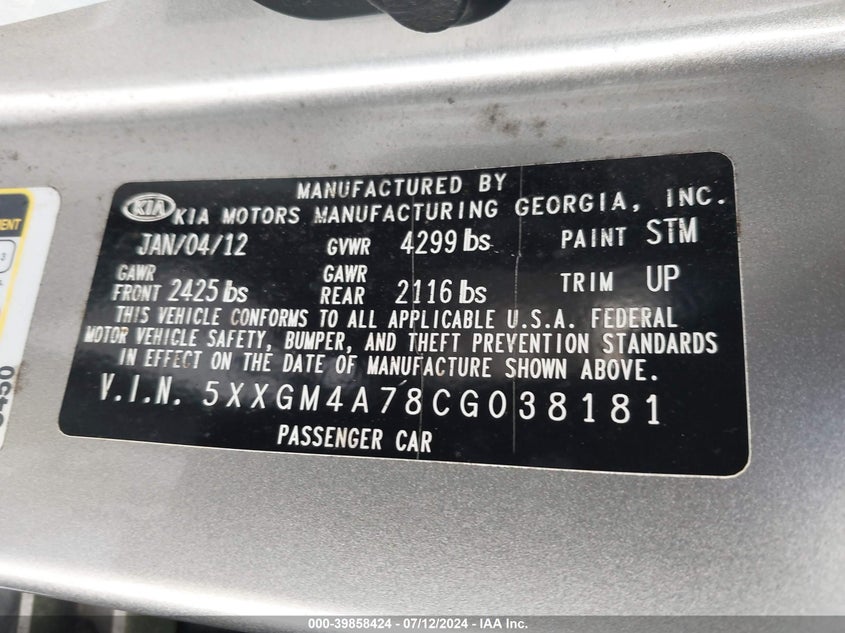 MANUFACTURED BY
KIA KIA MOTORS MANUFACTURING GEORGIA, INC.
JAN/04/12 GVWR 4299 lbs PAINT STM
GAWR FRONT 2425 lbs GAWR REAR 2116 lbs TRIM UP
THIS VEHICLE CONFORMS TO ALL APPLICABLE U.S.A. FEDERAL
MOTOR VEHICLE SAFETY, BUMPER, AND THEFT PREVENTION STANDARDS
IN EFFECT ON THE DATE OF MANUFACTURE SHOWN ABOVE.
V.I.N. 5XXGM4A78CG038181
PASSENGER CAR
000-39858424 - 07/12/2024 - IAA Inc.